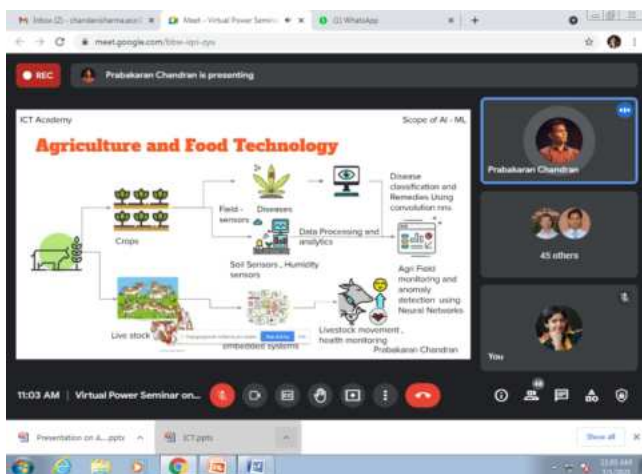 Meet - Virtual Power Semin
(1) WhatsApp
meet.google.com/
REC
Prabakaran Chandran is presenting
ICT Academy
Scope of AI - ML
Agriculture and Food Technology
Crops
Field - sensors
Diseases
Disease
classification and
Remedies Using
convolution nns
Soil Sensors , Humidity
sensors
Data Processing and
analytics
Agri Field
monitoring and
anomaly
detection using
Neural Networks
Live stock
embedded systems
Livestock movement ,
health monitoring
Prabakaran Chandran
Prabakaran Chandran
45 others
You
11:03 AM | Virtual Power Seminar on...
Presentation on A....pptx
ICT.pptx
Show all